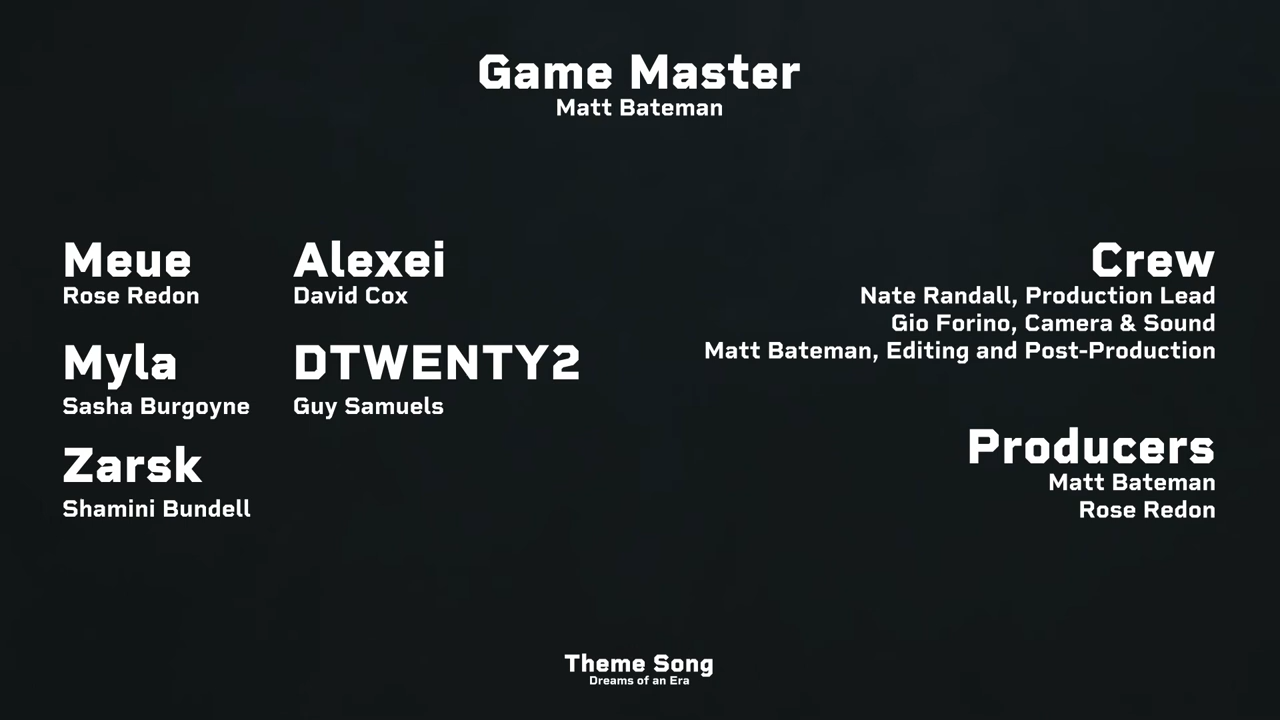 Game Master
Matt Bateman
Meue
Rose Redon
Alexei
David Cox
Myla
Sasha Burgoyne
DTWENTY2
Guy Samuels
Zarsk
Shamini Bundell
Crew
Nate Randall, Production Lead
Gio Forino, Camera & Sound
Matt Bateman, Editing and Post-Production
Producers
Matt Bateman
Rose Redon
Theme Song
Dreams of an Era